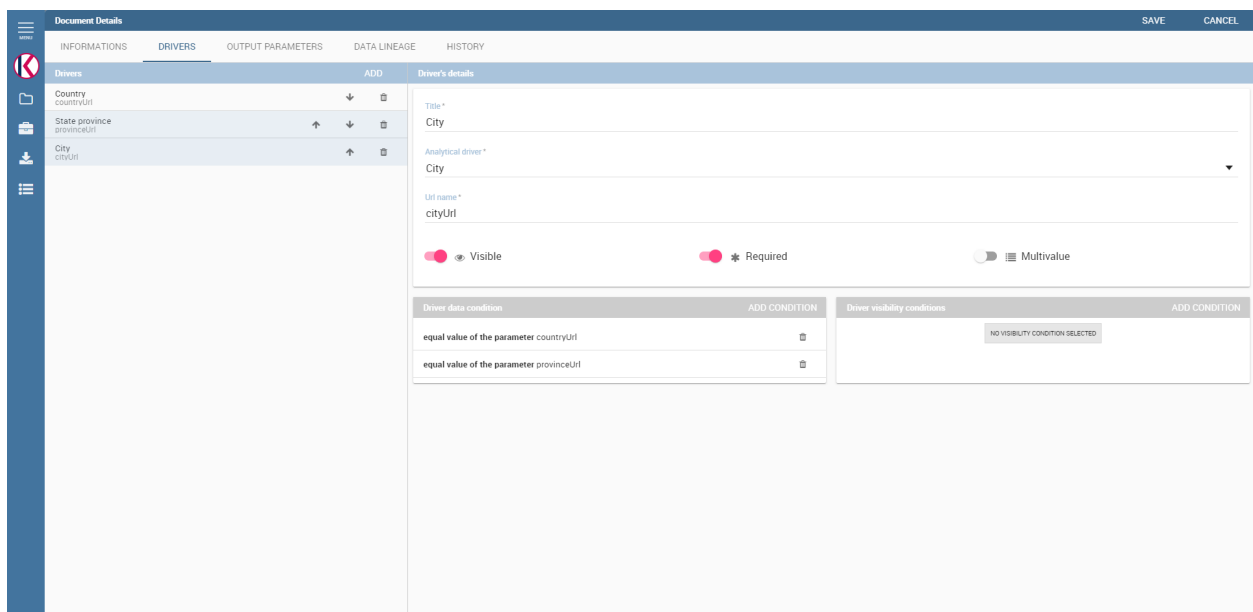 Document Details
SAVE
CANCEL
MENU
INFORMATIONS
DRIVERS
OUTPUT PARAMETERS
DATA LINEAGE
HISTORY
Drivers
ADD
Driver's details
Country
countryUrl
State province
provinceUrl
City
cityUrl
Title *
City
Analytical driver *
City
Url name *
cityUrl
Visible
Required
Multivalue
Driver data condition
ADD CONDITION
Driver visibility conditions
ADD CONDITION
equal value of the parameter countryUrl
equal value of the parameter provinceUrl
NO VISIBILITY CONDITION SELECTED